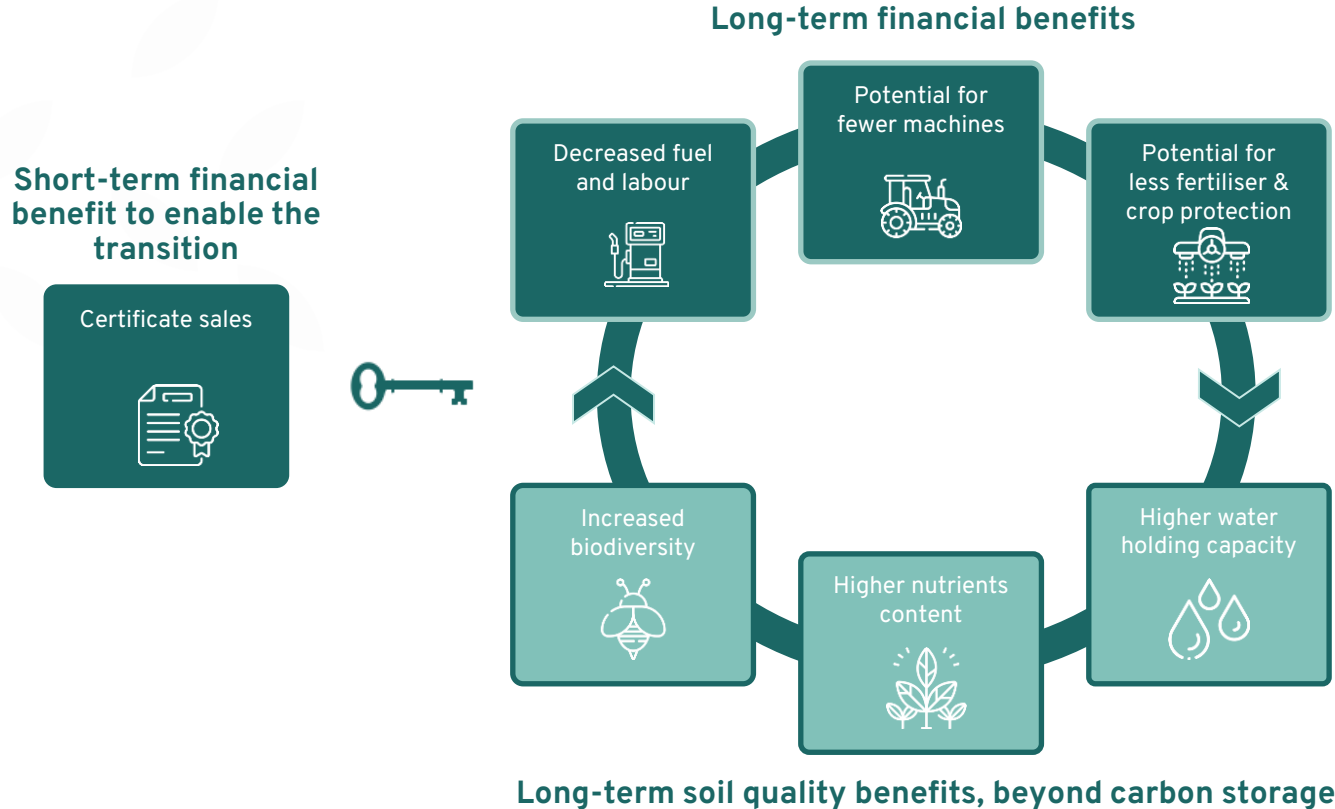 Long-term financial benefits
Short-term financial
benefit to enable the
transition
Certificate sales
Decreased fuel
and labour
Potential for
fewer machines
Potential for
less fertiliser &
crop protection
Increased
biodiversity
Higher nutrients
content
Higher water
holding capacity
Long-term soil quality benefits, beyond carbon storage